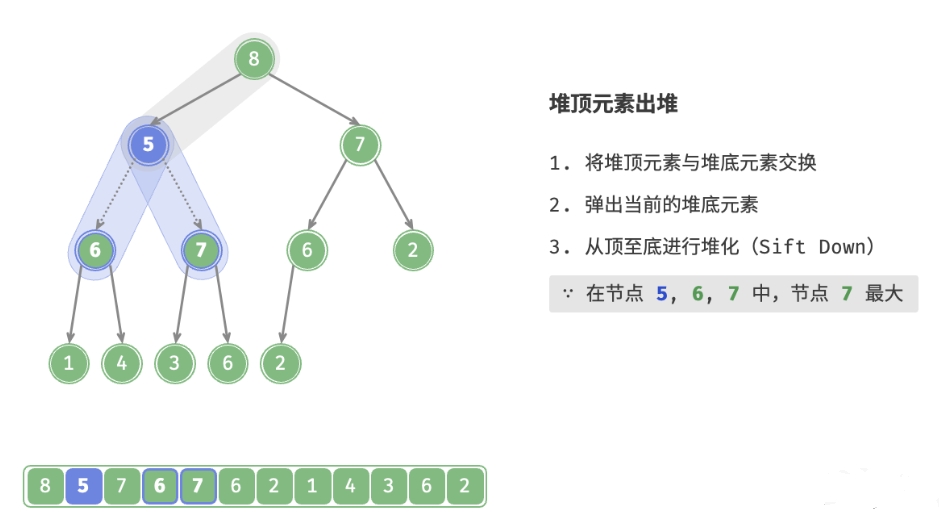 8
堆顶元素出堆
5
7
1. 将堆顶元素与堆底元素交换
2. 弹出当前的堆底元素
6
7
6
2
3. 从顶至底进行堆化（Sift Down）
∵ 在节点 5, 6, 7 中，节点 7 最大
1
4
3
6
2
8 5 7 6 7 6 2 1 4 3 6 2